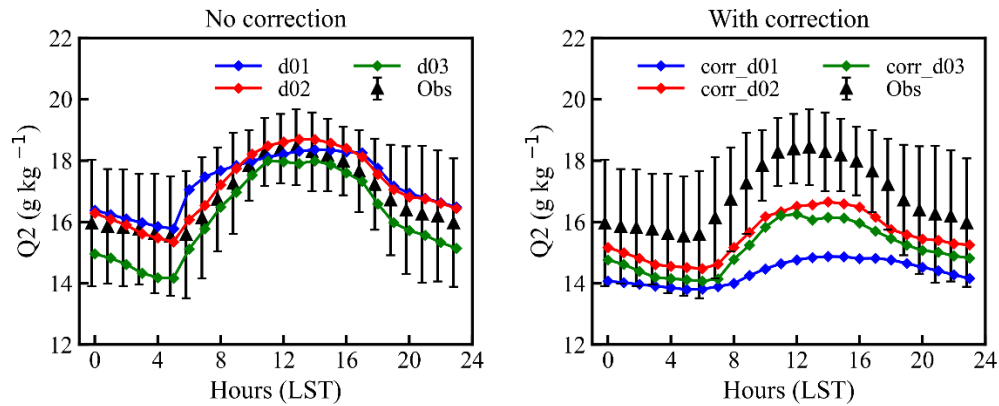 No correction
With correction
22
20
18
16
14
12
Q2 (g kg⁻¹)
d01
d02
d03
Obs
0 4 8 12 16 20 24
Hours (LST)
22
20
18
16
14
12
Q2 (g kg⁻¹)
corr_d01
corr_d02
corr_d03
Obs
0 4 8 12 16 20 24
Hours (LST)